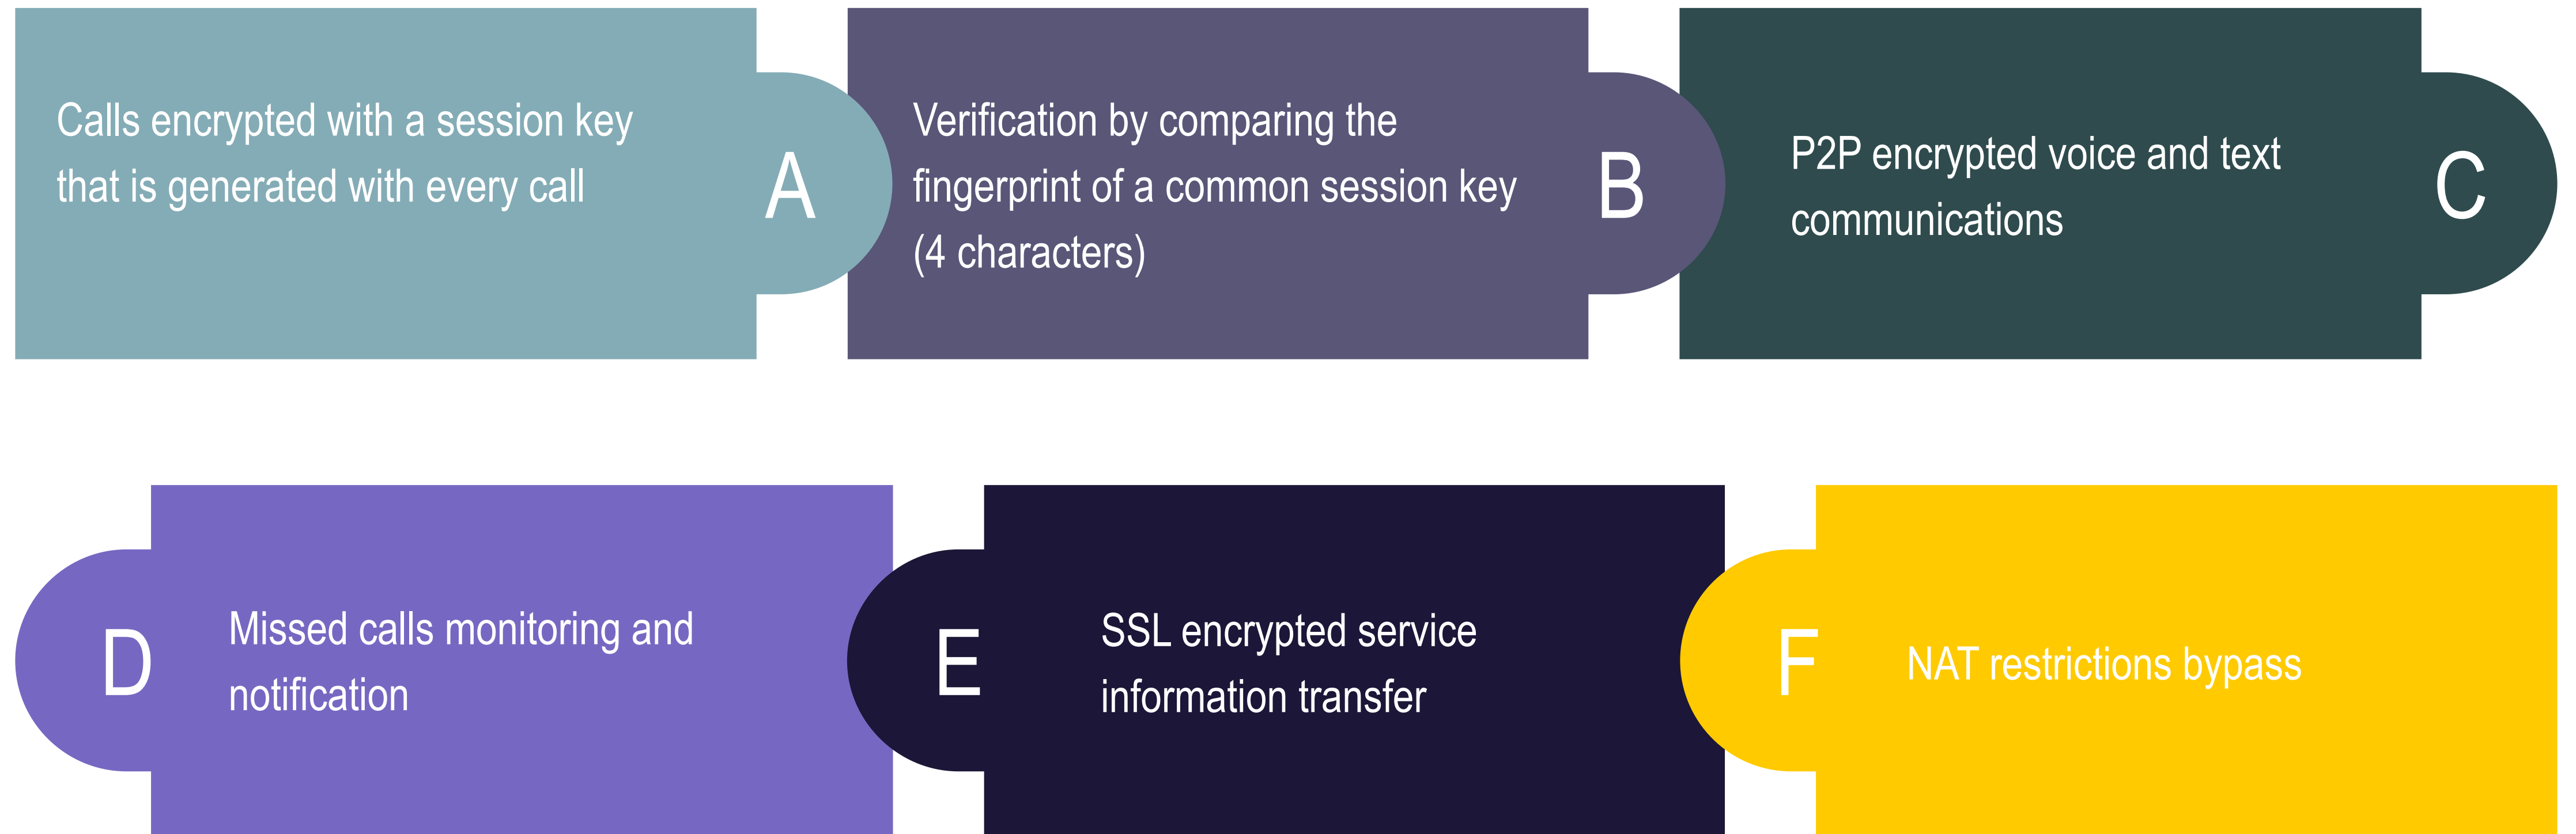 Calls encrypted with a session key
that is generated with every call
A
Verification by comparing the
fingerprint of a common session key
(4 characters)
B
P2P encrypted voice and text
communications
C
D
Missed calls monitoring and
notification
E
SSL encrypted service
information transfer
F
NAT restrictions bypass